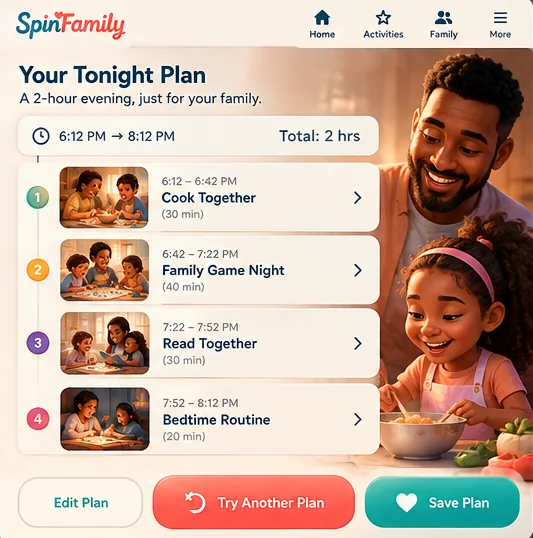 SpinFamily
Home
Activities
Family
More
Your Tonight Plan
A 2-hour evening, just for your family.
6:12 PM → 8:12 PM
Total: 2 hrs
1
6:12 – 6:42 PM
Cook Together
(30 min)
2
6:42 – 7:22 PM
Family Game Night
(40 min)
3
7:22 – 7:52 PM
Read Together
(30 min)
4
7:52 – 8:12 PM
Bedtime Routine
(20 min)
Edit Plan
Try Another Plan
Save Plan